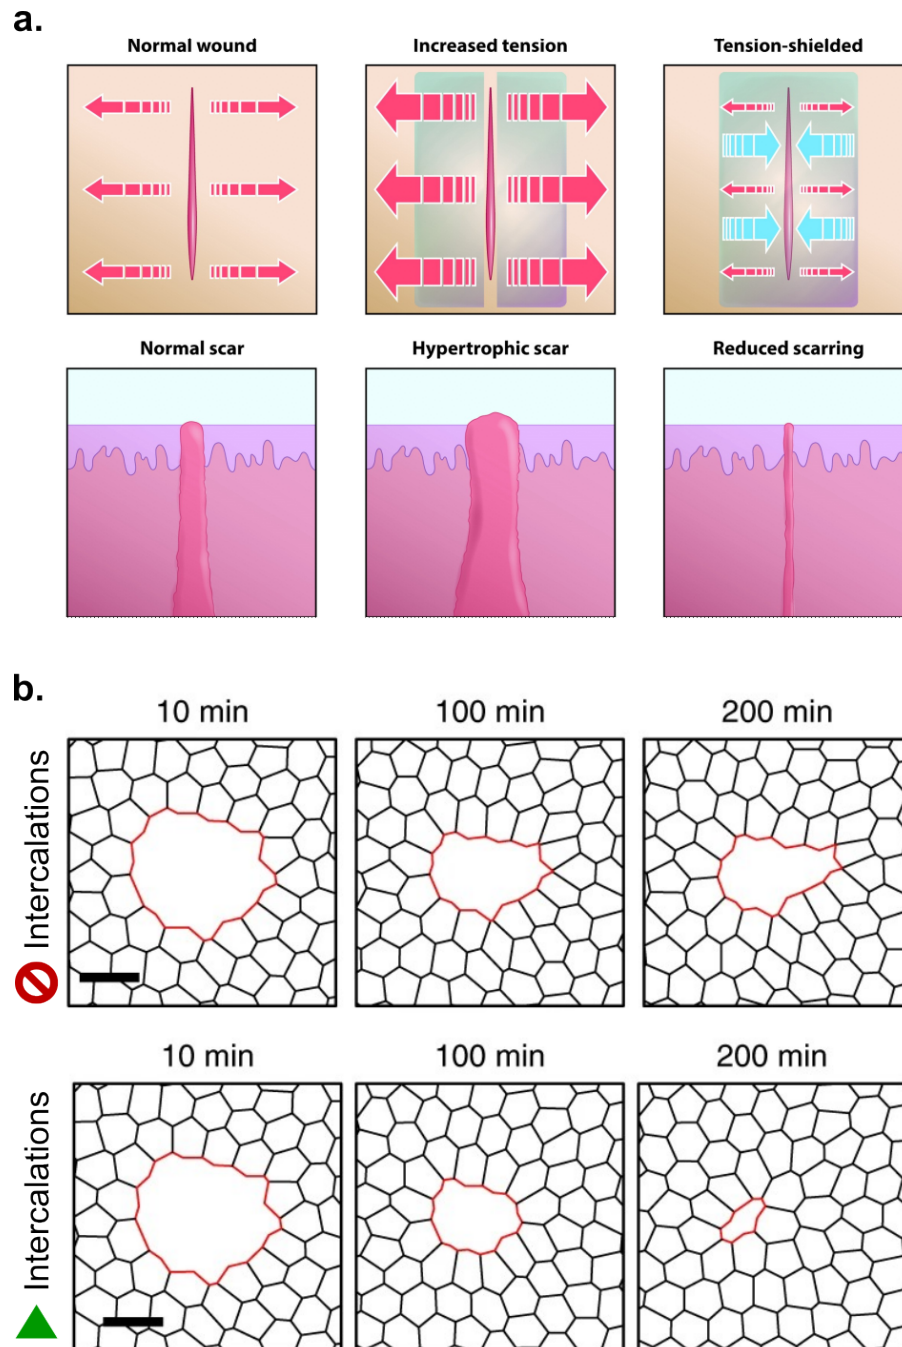 a.
Normal wound Increased tension Tension-shielded
Normal scar Hypertrophic scar Reduced scarring
b.
10 min 100 min 200 min
Intercalations
10 min 100 min 200 min
Intercalations